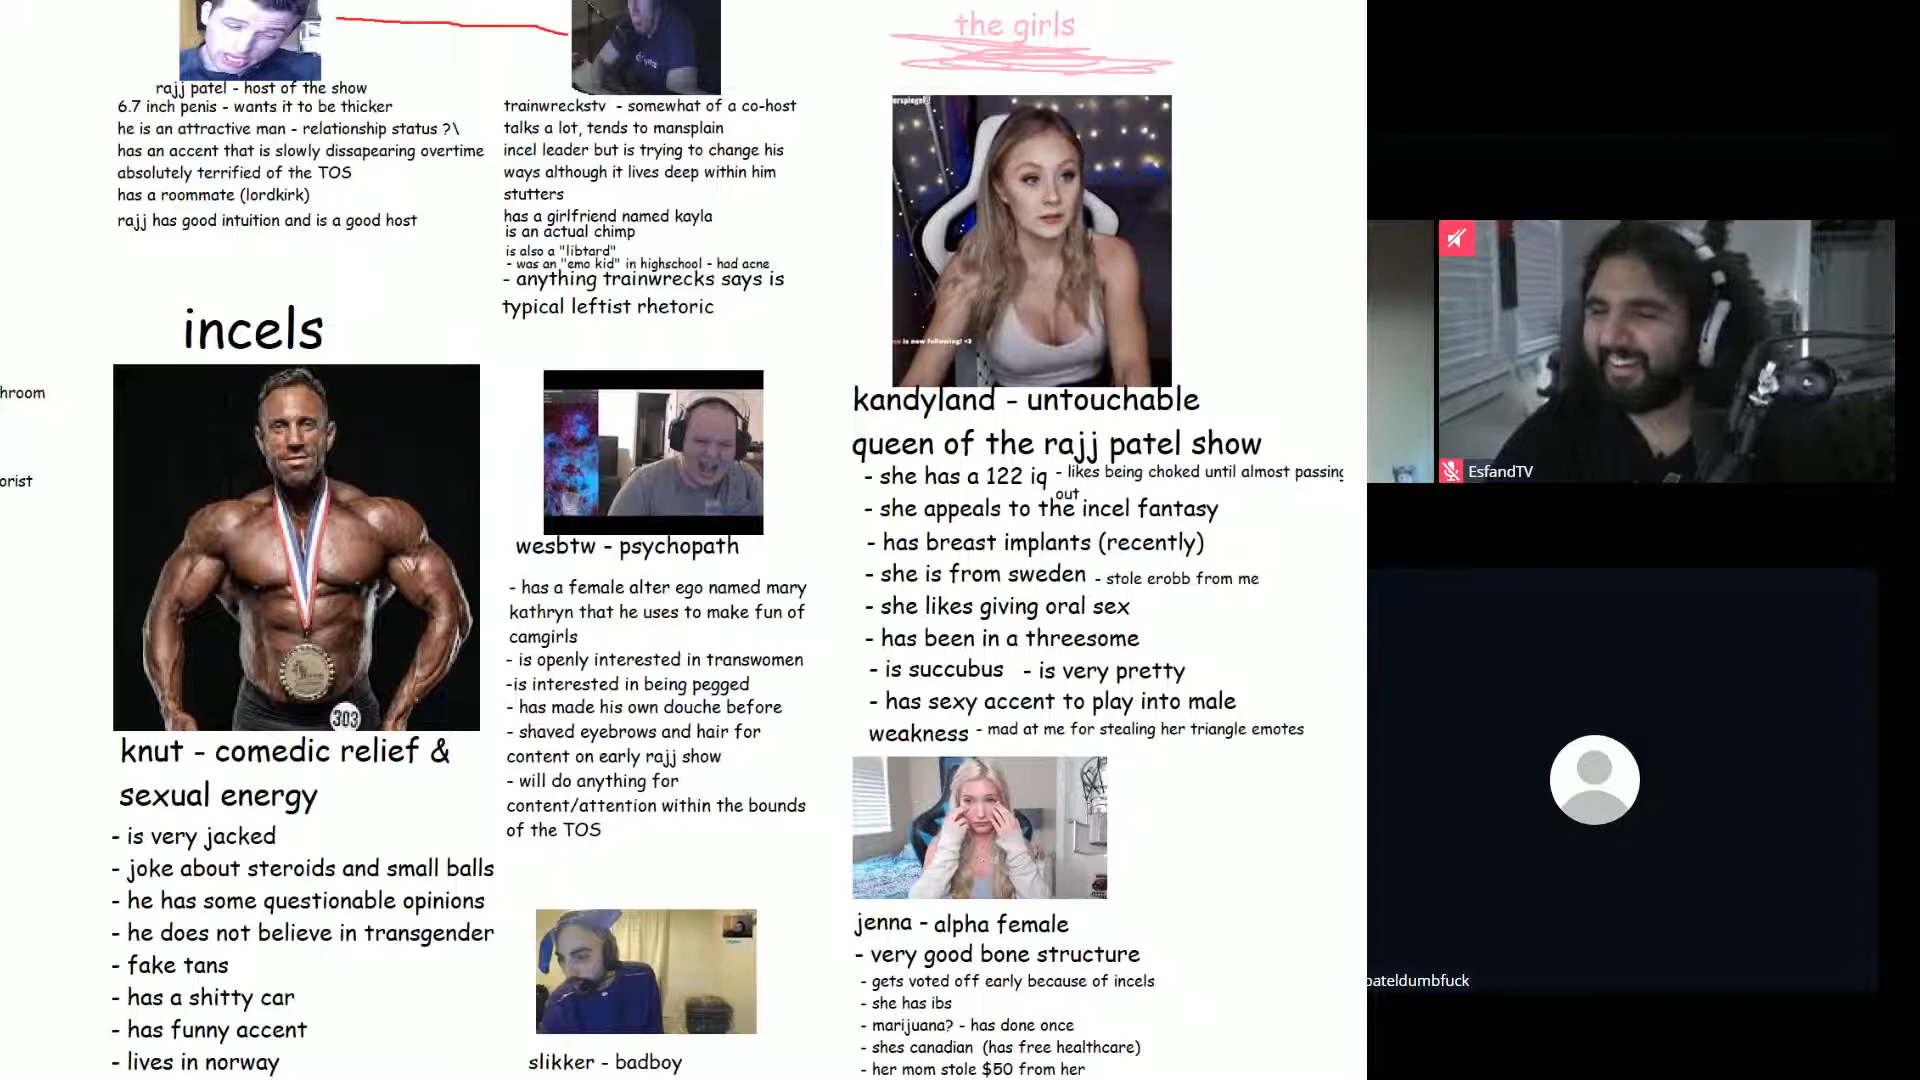 rajj patel - host of the show
6.7 inch penis - wants it to be thicker
he is an attractive man - relationship status ?\
has an accent that is slowly dissapearing overtime
absolutely terrified of the TOS
has a roommate (lordkirk)
rajj has good intuition and is a good host
trainwreckstv - somewhat of a co-host
talks a lot, tends to mansplain
incel leader but is trying to change his
ways although it lives deep within him
stutters
has a girlfriend named kayla
is an actual chimp
is also a "libtard"
- was an "emo kid" in highschool - had acne
- anything trainwrecks says is
typical leftist rhetoric
incels
hroom
orist
303
knut - comedic relief &
sexual energy
- is very jacked
- joke about steroids and small balls
- he has some questionable opinions
- he does not believe in transgender
- fake tans
- has a shitty car
- has funny accent
- lives in norway
wesbtw - psychopath
- has a female alter ego named mary
kathryn that he uses to make fun of
camgirls
- is openly interested in transwomen
-is interested in being pegged
- has made his own douche before
- shaved eyebrows and hair for
content on early rajj show
- will do anything for
content/attention within the bounds
of the TOS
slikker - badboy
the girls
erspiegel!
is now following! <3
kandyland - untouchable
queen of the rajj patel show
- she has a 122 iq - likes being choked until almost passing
out
- she appeals to the incel fantasy
- has breast implants (recently)
- she is from sweden - stole erobb from me
- she likes giving oral sex
- has been in a threesome
- is succubus - is very pretty
- has sexy accent to play into male
weakness - mad at me for stealing her triangle emotes
jenna - alpha female
- very good bone structure
- gets voted off early because of incels
- she has ibs
- marijuana? - has done once
- shes canadian (has free healthcare)
- her mom stole $50 from her
EsfandTV
pateldumbfuck